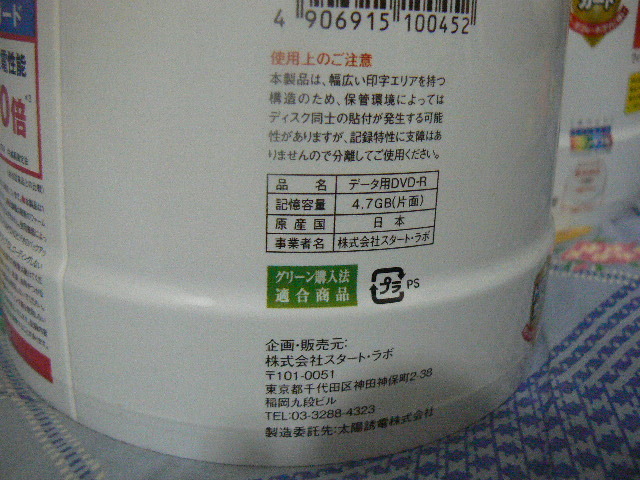 4 906915 100452
使用上のご注意
本製品は、幅広い印字エリアを持つ
構造のため、保管環境によっては
ディスク同士の貼付が発生する可能
性がありますが、記録特性に支障はあ
りませんので分離してご使用ください。
品名 データ用DVD-R
記憶容量 4.7GB(片面)
原産国 日本
事業者名 株式会社スタート・ラボ
グリーン購入法
適合商品
プラ PS
企画・販売元:
株式会社スタート・ラボ
〒101-0051
東京都千代田区神田神保町2-38
稲岡九段ビル
TEL:03-3288-4323
製造委託先:太陽誘電株式会社
ード
性能
0倍
ガード